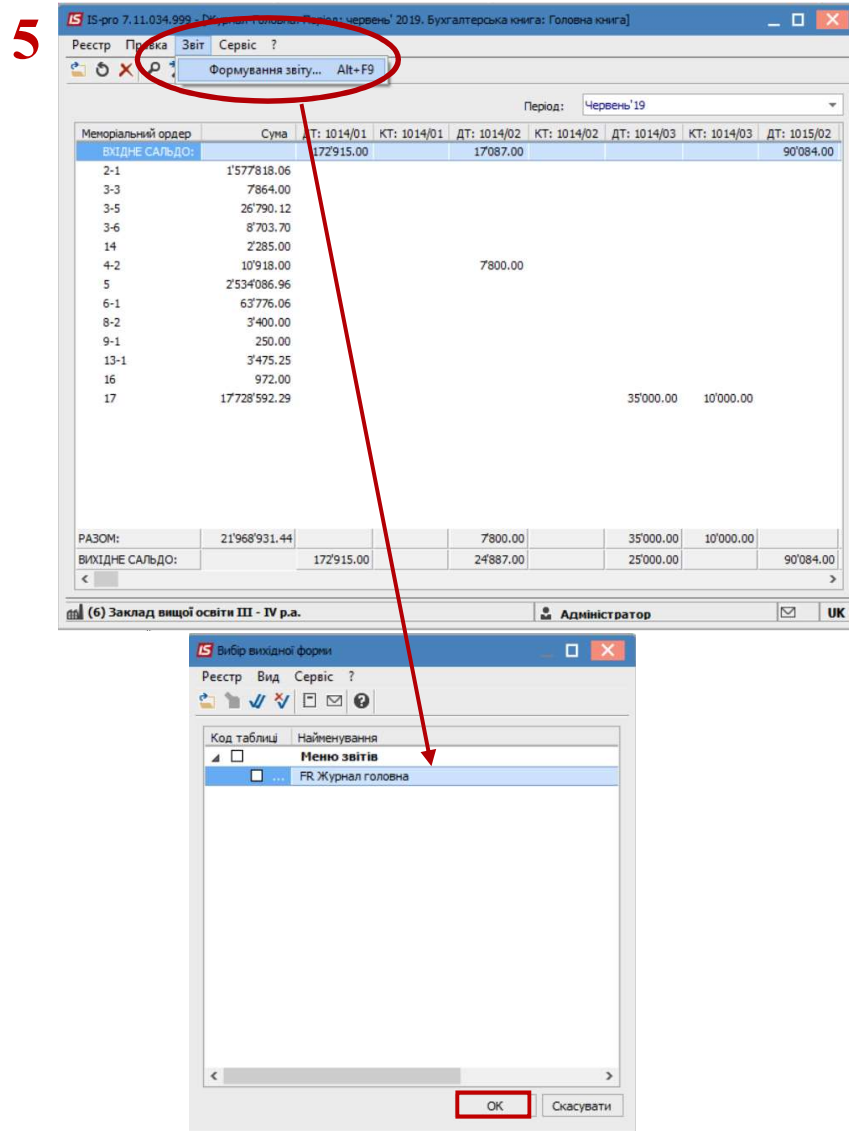 5
IS-pro 7.11.034.999 - [Журнал Головна. Період: червень' 2019. Бухгалтерська книга: Головна книга]
Реєстр Правка Звіт Сервіс ?
Формування звіту... Alt+F9
Період: Червень'19
Меморіальний ордер Сума ДТ: 1014/01 КТ: 1014/01 ДТ: 1014/02 КТ: 1014/02 ДТ: 1014/03 КТ: 1014/03 ДТ: 1015/02
ВХІДНЕ САЛЬДО: 172'915.00 17'087.00 90'084.00
2-1 1'577'818.06
3-3 7'864.00
3-5 26'790.12
3-6 8'703.70
14 2'285.00
4-2 10'918.00 7'800.00
5 2'534'086.96
6-1 63'776.06
8-2 3'400.00
9-1 250.00
13-1 3'475.25
16 972.00
17 17'728'592.29 35'000.00 10'000.00
РАЗОМ: 21'968'931.44 7'800.00 35'000.00 10'000.00
ВИХІДНЕ САЛЬДО: 172'915.00 24'887.00 25'000.00 90'084.00
(6) Заклад вищої освіти III - IV р.а. Адміністратор UK
Вибір вихідної форми
Реєстр Вид Сервіс ?
Код таблиці Найменування
Меню звітів
... FR Журнал головна
OK Скасувати